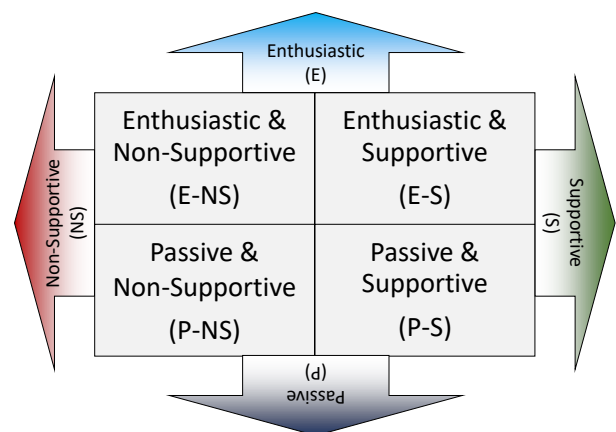 Enthusiastic
(E)
Enthusiastic &
Non-Supportive
(E-NS)
Enthusiastic &
Supportive
(E-S)
Non-Supportive
(NS)
Supportive
(S)
Passive &
Non-Supportive
(P-NS)
Passive &
Supportive
(P-S)
Passive
(P)